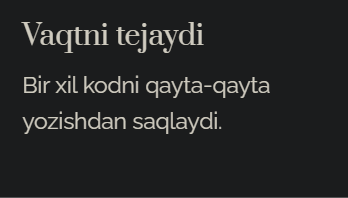 Vaqtni tejaydi
Bir xil kodni qayta-qayta
yozishdan saqlaydi.